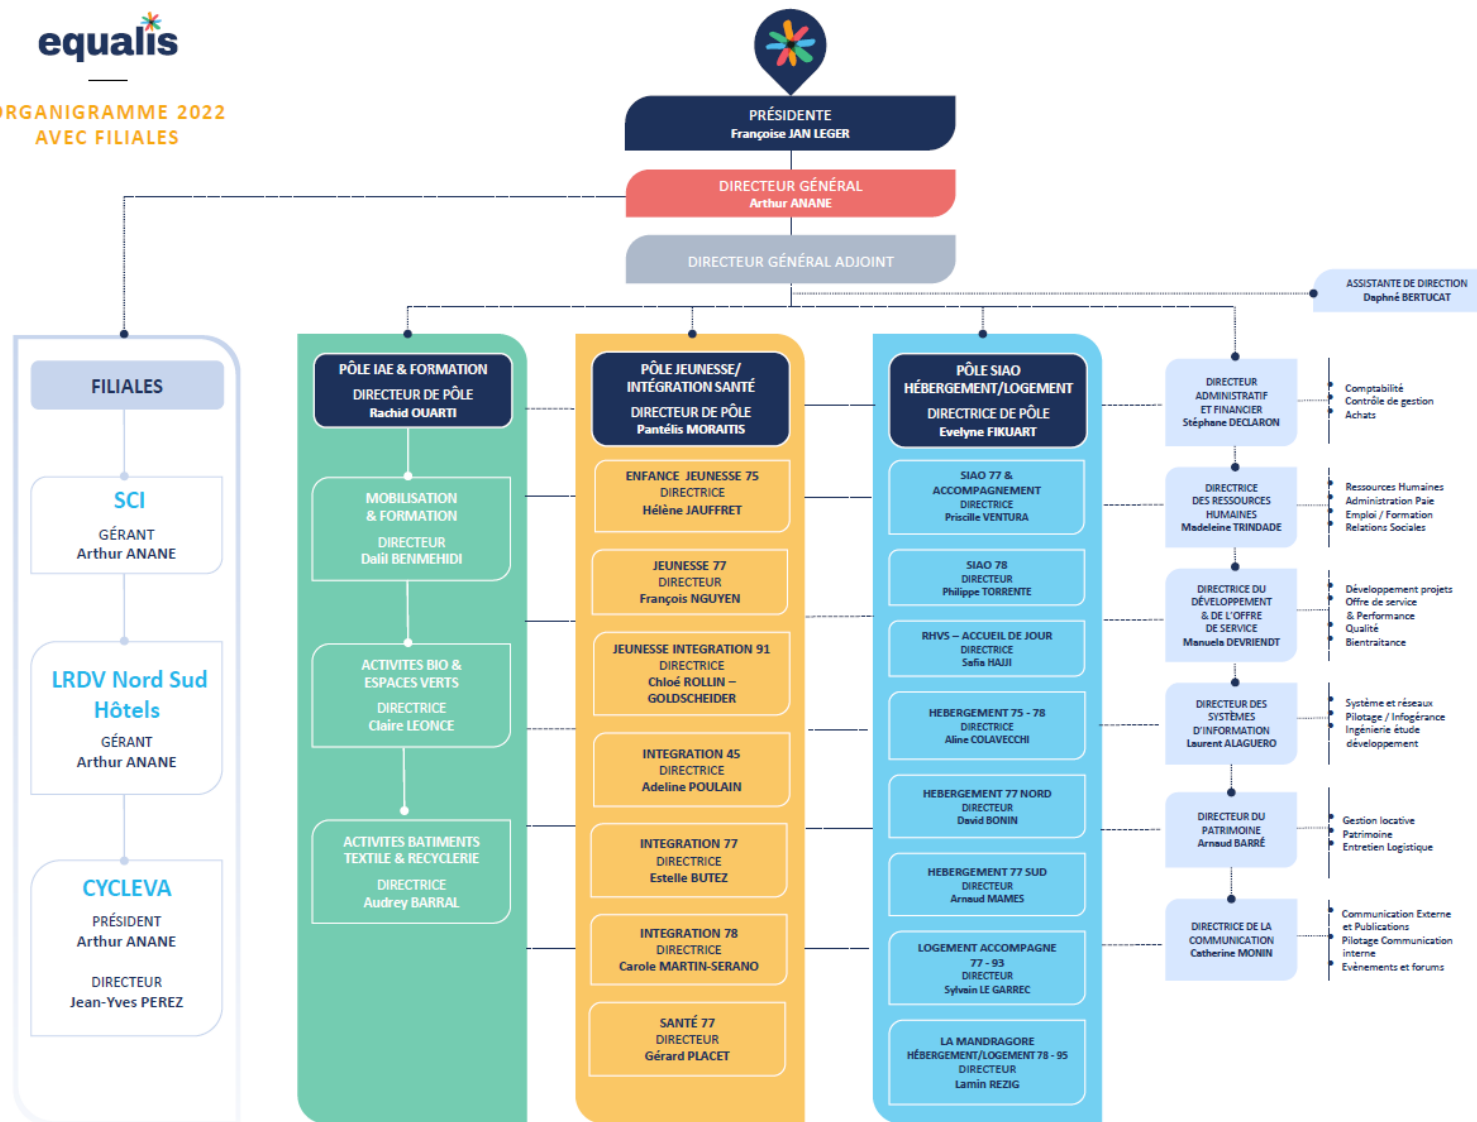 equalis
ORGANIGRAMME 2022
AVEC FILIALES
PRÉSIDENTE
Françoise JAN LEGER
DIRECTEUR GÉNÉRAL
Arthur ANANE
DIRECTEUR GÉNÉRAL ADJOINT
ASSISTANTE DE DIRECTION
Daphné BERTUCAT
FILIALES
SCI
GÉRANT
Arthur ANANE
LRDV Nord Sud
Hôtels
GÉRANT
Arthur ANANE
CYCLEVA
PRÉSIDENT
Arthur ANANE
DIRECTEUR
Jean-Yves PEREZ
PÔLE IAE & FORMATION
DIRECTEUR DE PÔLE
Rachid OUARTI
MOBILISATION
& FORMATION
DIRECTEUR
Dalil BENMEHIDI
ACTIVITES BIO &
ESPACES VERTS
DIRECTRICE
Claire LEONCE
ACTIVITES BATIMENTS
TEXTILE & RECYCLERIE
DIRECTRICE
Audrey BARRAL
PÔLE JEUNESSE/
INTÉGRATION SANTÉ
DIRECTEUR DE PÔLE
Pantélis MORAITIS
ENFANCE JEUNESSE 75
DIRECTRICE
Hélène JAUFFRET
JEUNESSE 77
DIRECTEUR
François NGUYEN
JEUNESSE INTEGRATION 91
DIRECTRICE
Chloé ROLLIN –
GOLDSCHEIDER
INTEGRATION 45
DIRECTRICE
Adeline POULAIN
INTEGRATION 77
DIRECTRICE
Estelle BUTEZ
INTEGRATION 78
DIRECTRICE
Carole MARTIN-SERANO
SANTÉ 77
DIRECTEUR
Gérard PLACET
PÔLE SIAO
HÉBERGEMENT/LOGEMENT
DIRECTRICE DE PÔLE
Evelyne FIKUART
SIAO 77 &
ACCOMPAGNEMENT
DIRECTRICE
Priscille VENTURA
SIAO 78
DIRECTEUR
Philippe TORRENTE
RHVS – ACCUEIL DE JOUR
DIRECTRICE
Safia HAJJI
HEBERGEMENT 75 - 78
DIRECTRICE
Aline COLAVECCHI
HEBERGEMENT 77 NORD
DIRECTEUR
David BONIN
HEBERGEMENT 77 SUD
DIRECTEUR
Arnaud MAMES
LOGEMENT ACCOMPAGNE
77 - 93
DIRECTEUR
Sylvain LE GARREC
LA MANDRAGORE
HÉBERGEMENT/LOGEMENT 78 - 95
DIRECTEUR
Lamin REZIG
DIRECTEUR
ADMINISTRATIF
ET FINANCIER
Stéphane DECLARON
Comptabilité
Contrôle de gestion
Achats
DIRECTRICE
DES RESSOURCES
HUMAINES
Madeleine TRINDADE
Ressources Humaines
Administration Paie
Emploi / Formation
Relations Sociales
DIRECTRICE DU
DÉVELOPPEMENT
& DE L'OFFRE
DE SERVICE
Manuela DEVRIENDT
Développement projets
Offre de service
& Performance
Qualité
Bientraitance
DIRECTEUR DES
SYSTÈMES
D'INFORMATION
Laurent ALAGUERO
Système et réseaux
Pilotage / Infogérance
Ingénierie étude
développement
DIRECTEUR DU
PATRIMOINE
Arnaud BARRÉ
Gestion locative
Patrimoine
Entretien Logistique
DIRECTRICE DE LA
COMMUNICATION
Catherine MONIN
Communication Externe
et Publications
Pilotage Communication
interne
Evènements et forums